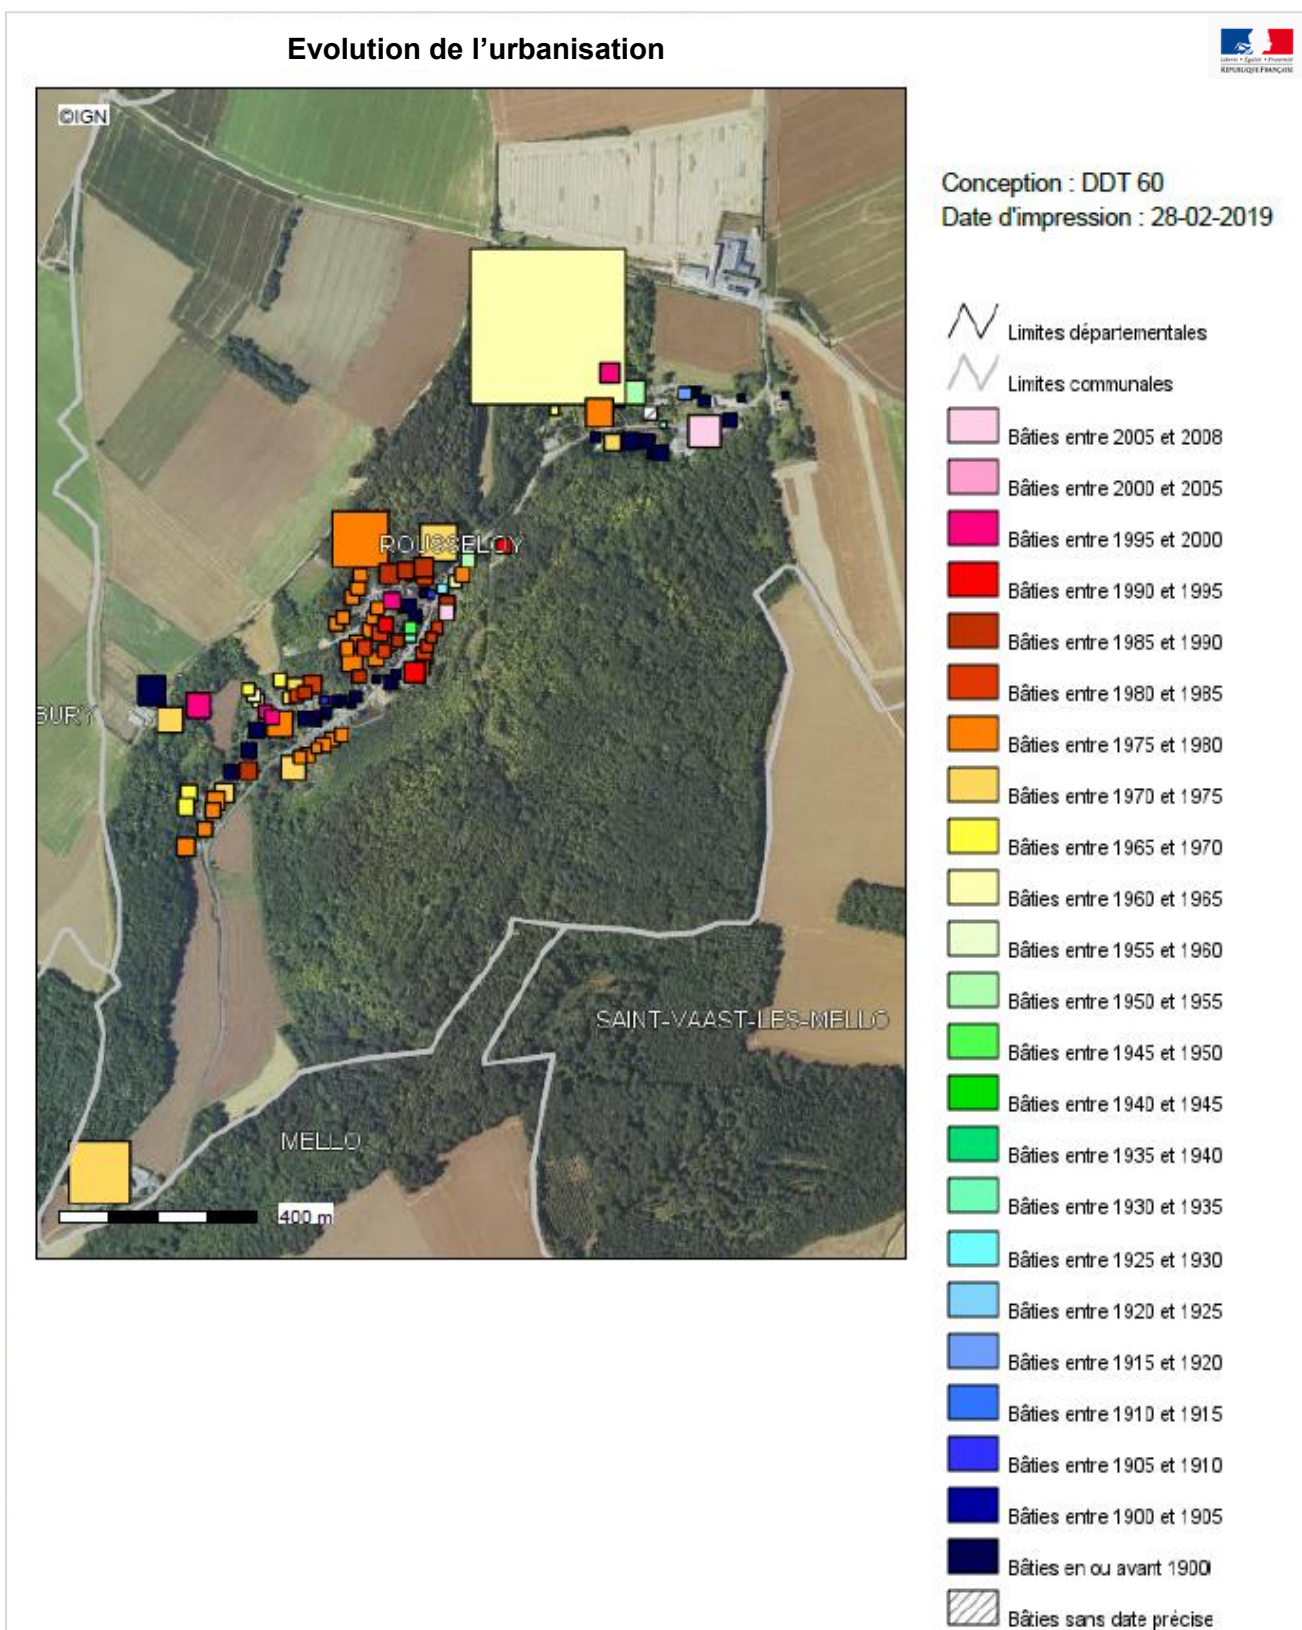 Evolution de l'urbanisation
Liberté • Égalité • Fraternité
RÉPUBLIQUE FRANÇAISE
©IGN
Conception : DDT 60
Date d'impression : 28-02-2019
ROUSSELOY
BURY
SAINT-VAAST-LES-MELLO
MELLO
400 m
Limites départementales
Limites communales
Bâties entre 2005 et 2008
Bâties entre 2000 et 2005
Bâties entre 1995 et 2000
Bâties entre 1990 et 1995
Bâties entre 1985 et 1990
Bâties entre 1980 et 1985
Bâties entre 1975 et 1980
Bâties entre 1970 et 1975
Bâties entre 1965 et 1970
Bâties entre 1960 et 1965
Bâties entre 1955 et 1960
Bâties entre 1950 et 1955
Bâties entre 1945 et 1950
Bâties entre 1940 et 1945
Bâties entre 1935 et 1940
Bâties entre 1930 et 1935
Bâties entre 1925 et 1930
Bâties entre 1920 et 1925
Bâties entre 1915 et 1920
Bâties entre 1910 et 1915
Bâties entre 1905 et 1910
Bâties entre 1900 et 1905
Bâties en ou avant 1900
Bâties sans date précise